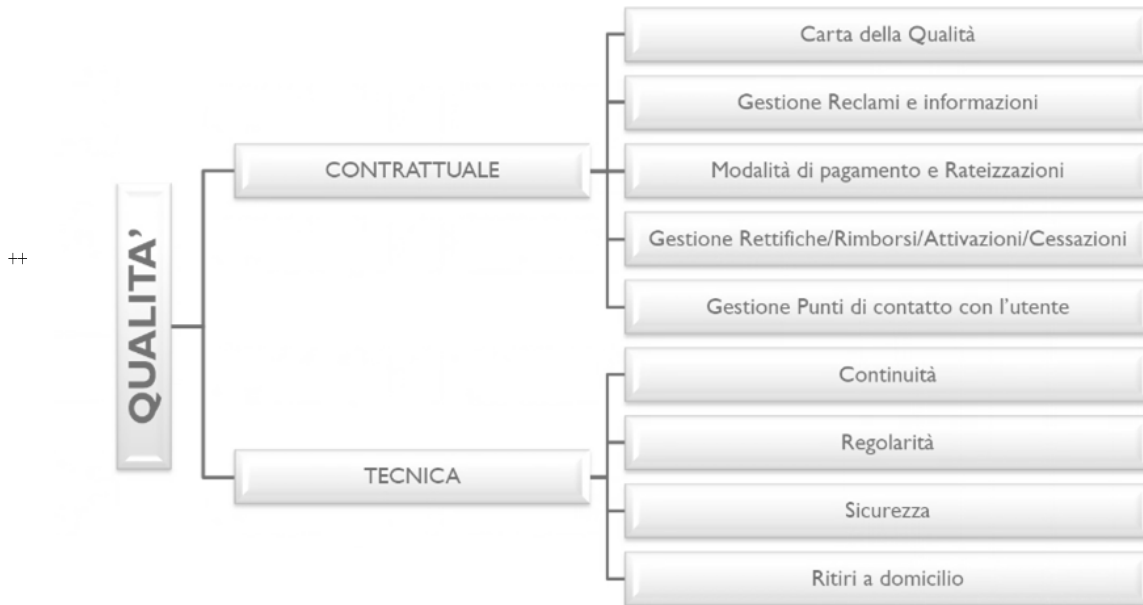 ++
QUALITA'
CONTRATTUALE
Carta della Qualità
Gestione Reclami e informazioni
Modalità di pagamento e Rateizzazioni
Gestione Rettifiche/Rimborsi/Attivazioni/Cessazioni
Gestione Punti di contatto con l'utente
TECNICA
Continuità
Regolarità
Sicurezza
Ritiri a domicilio